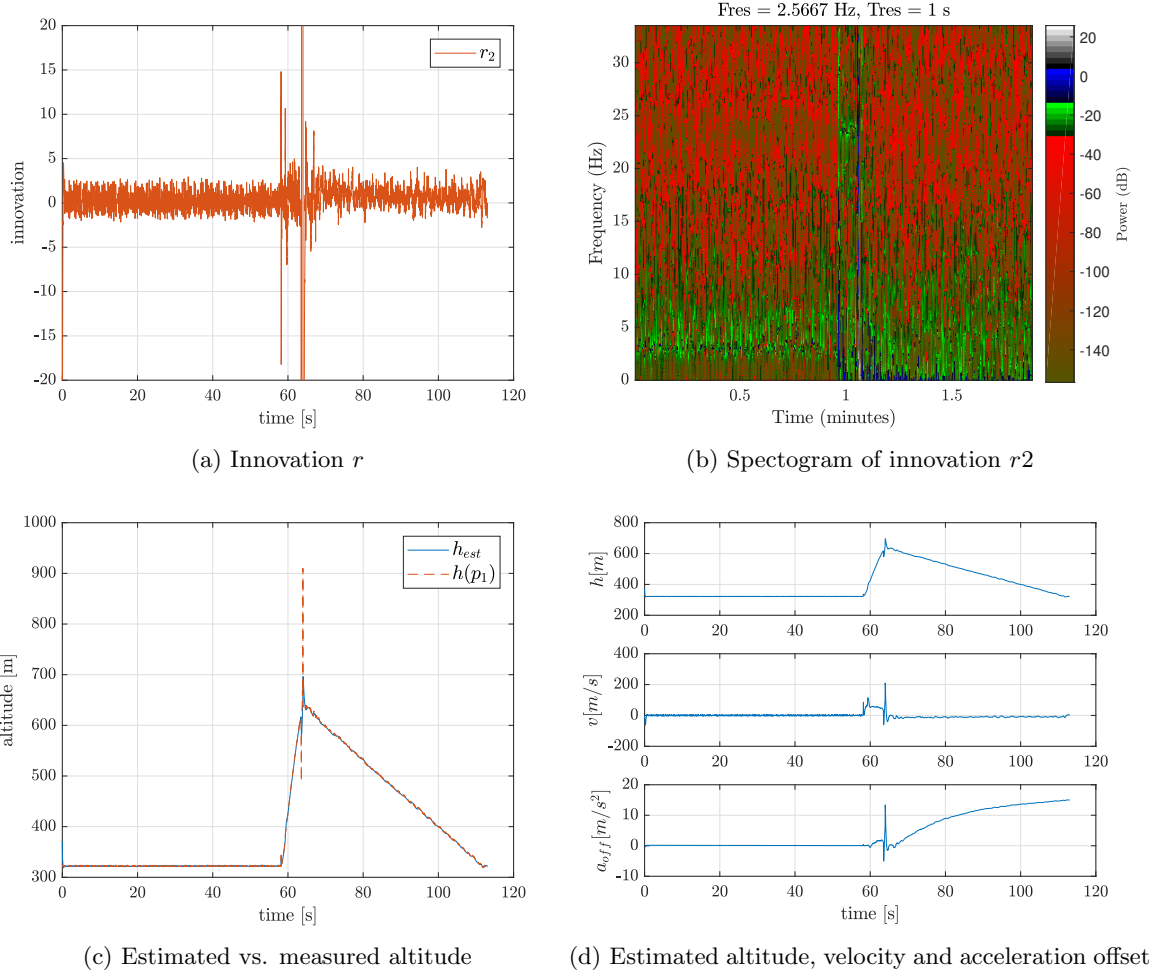 20
15
10
5
0
-5
-10
-15
-20
innovation
r₂
0 20 40 60 80 100 120
time [s]
(a) Innovation r
Fres = 2.5667 Hz, Tres = 1 s
30
25
20
15
10
5
0
Frequency (Hz)
0.5 1 1.5
Time (minutes)
20
0
-20
-40
-60
-80
-100
-120
-140
Power (dB)
(b) Spectogram of innovation r2
1000
900
800
700
600
500
400
300
altitude [m]
h_est
h(p₁)
0 20 40 60 80 100 120
time [s]
(c) Estimated vs. measured altitude
800
600
400
200
h[m]
0 20 40 60 80 100 120
400
200
0
-200
v[m/s]
0 20 40 60 80 100 120
20
10
0
-10
a_off[m/s²]
0 20 40 60 80 100 120
time [s]
(d) Estimated altitude, velocity and acceleration offset